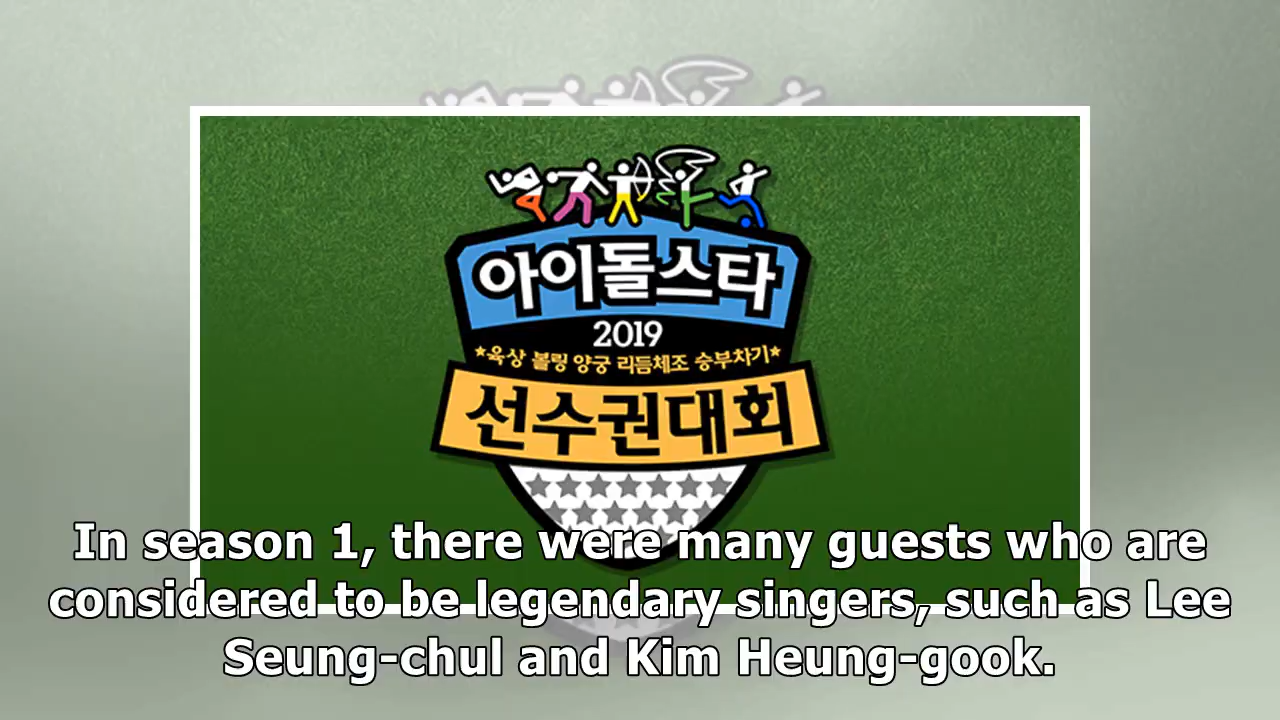 아이돌스타
2019
★육상 볼링 양궁 리듬체조 승부차기★
선수권대회
In season 1, there were many guests who are
considered to be legendary singers, such as Lee
Seung-chul and Kim Heung-gook.